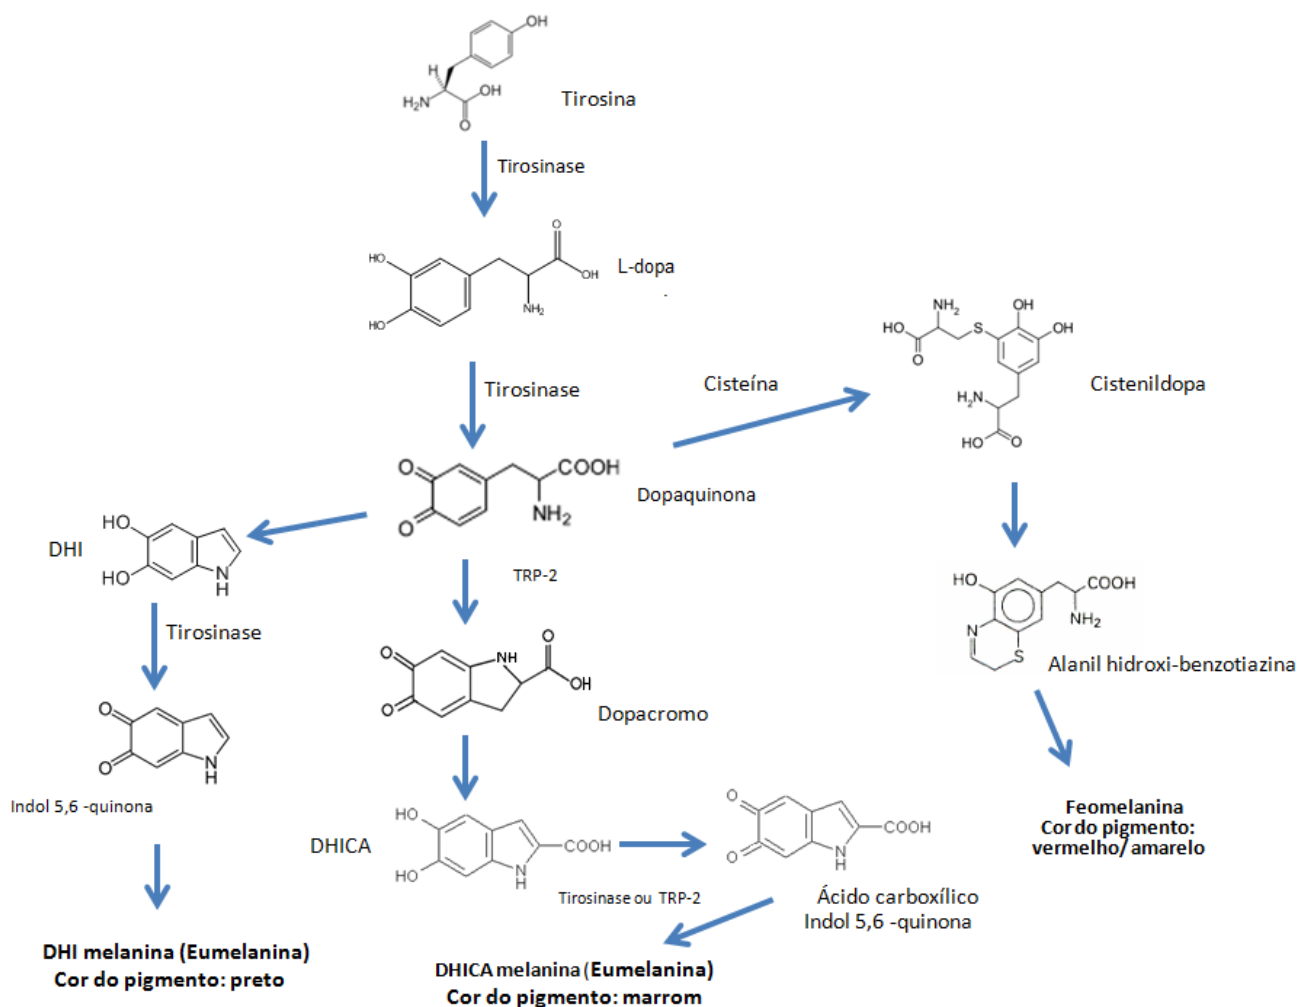 OH
H
H₂N
OH
O
Tirosina
Tirosinase
HO
HO
O
OH
NH₂
L-dopa
.
Tirosinase
Cisteína
NH₂
HO
O
S
OH
OH
H₂N
HO
O
Cistenildopa
O
O
COOH
NH₂
Dopaquinona
DHI
HO
HO
N
H
TRP-2
Tirosinase
HO
COOH
NH₂
N
S
Alanil hidroxi-benzotiazina
O
O
NH
O
OH
Dopacromo
O
O
N
H
Indol 5,6 -quinona
DHICA
HO
HO
N
H
COOH
Tirosinase ou TRP-2
O
O
N
H
COOH
Ácido carboxílico
Indol 5,6 -quinona
Feomelanina
Cor do pigmento:
vermelho/amarelo
DHI melanina (Eumelanina)
Cor do pigmento: preto
DHICA melanina (Eumelanina)
Cor do pigmento: marrom